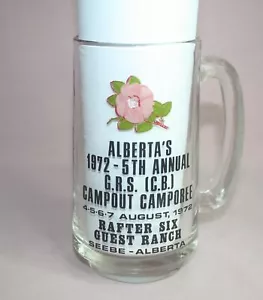 ALBERTA'S
1972-5TH ANNUAL
G.R.S. (C.B.)
CAMPOUT CAMPOREE
4-5-6-7 AUGUST, 1972
RAFTER SIX
GUEST RANCH
SEEBE-ALBERTA